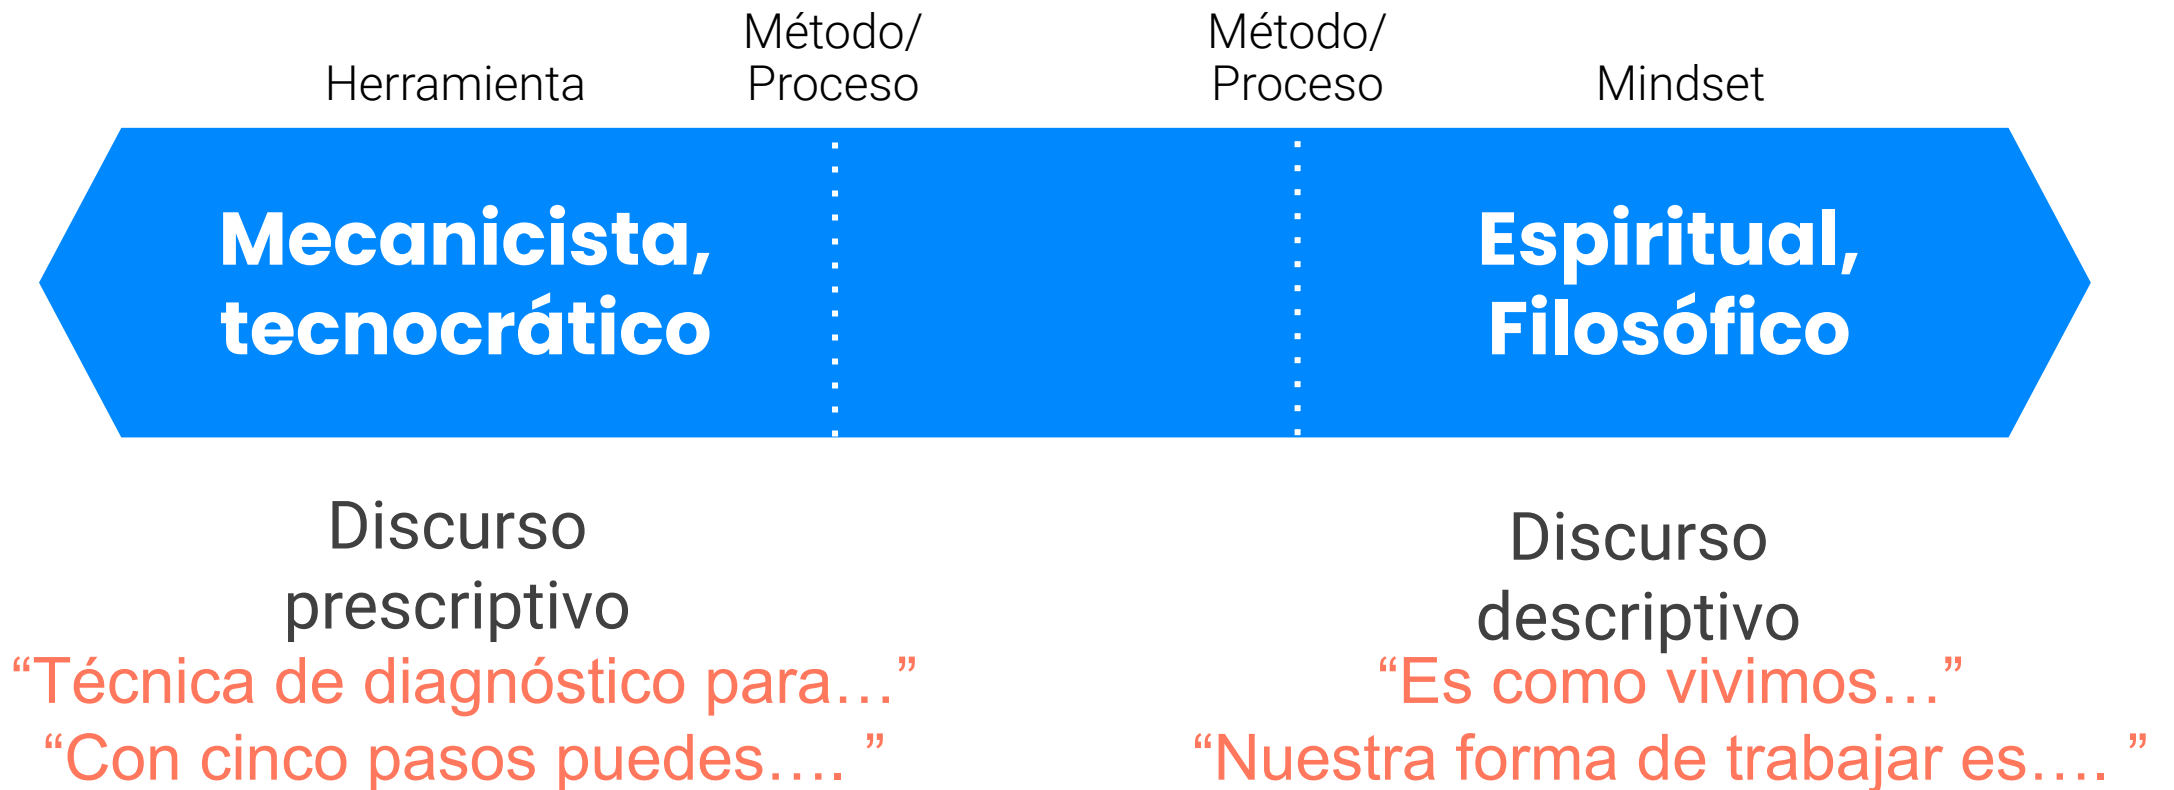 Herramienta
Método/
Proceso
Método/
Proceso
Mindset
Mecanicista,
tecnocrático
Espiritual,
Filosófico
Discurso
prescriptivo
“Técnica de diagnóstico para…”
“Con cinco pasos puedes…. ”
Discurso
descriptivo
“Es como vivimos…”
“Nuestra forma de trabajar es…. ”